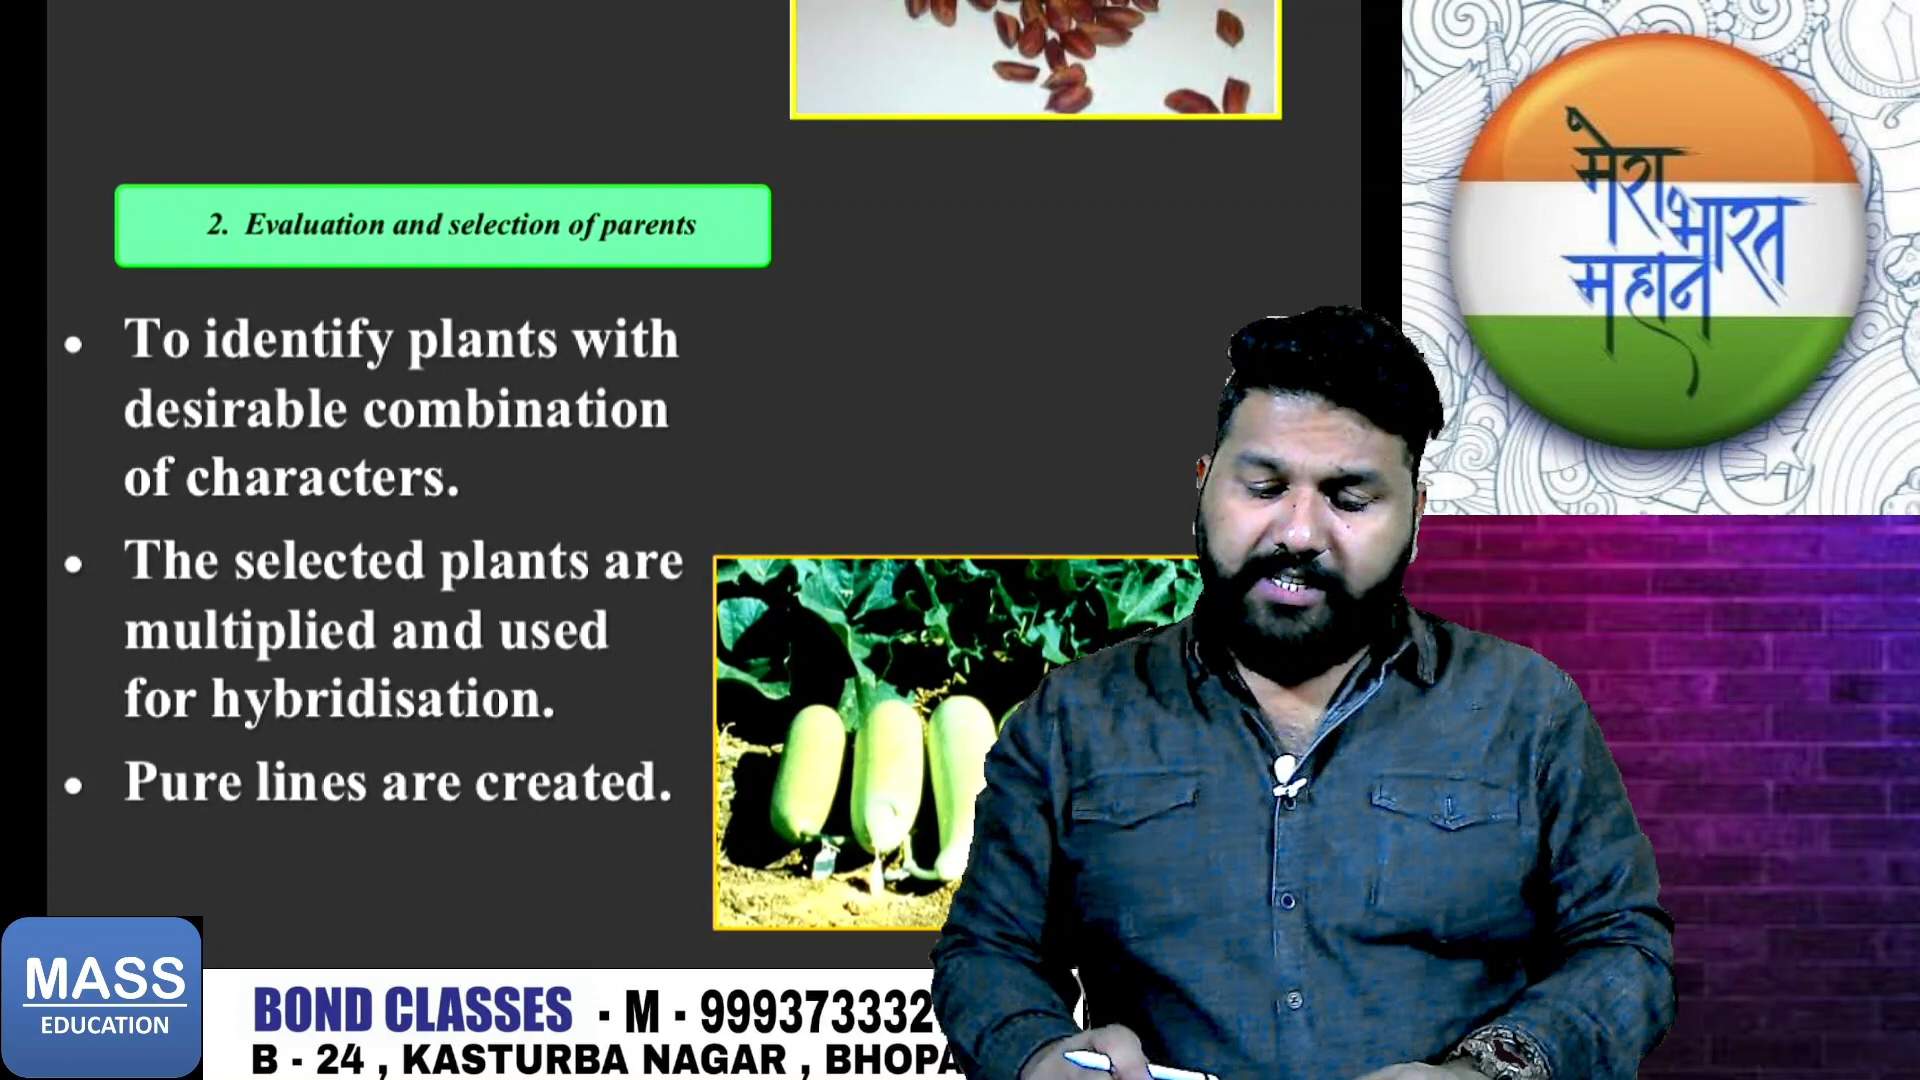 2. Evaluation and selection of parents
• To identify plants with
desirable combination
of characters.
• The selected plants are
multiplied and used
for hybridisation.
• Pure lines are created.
मेरा
भारत
महान
MASS
EDUCATION
BOND CLASSES - M - 999373332
B - 24 , KASTURBA NAGAR ,